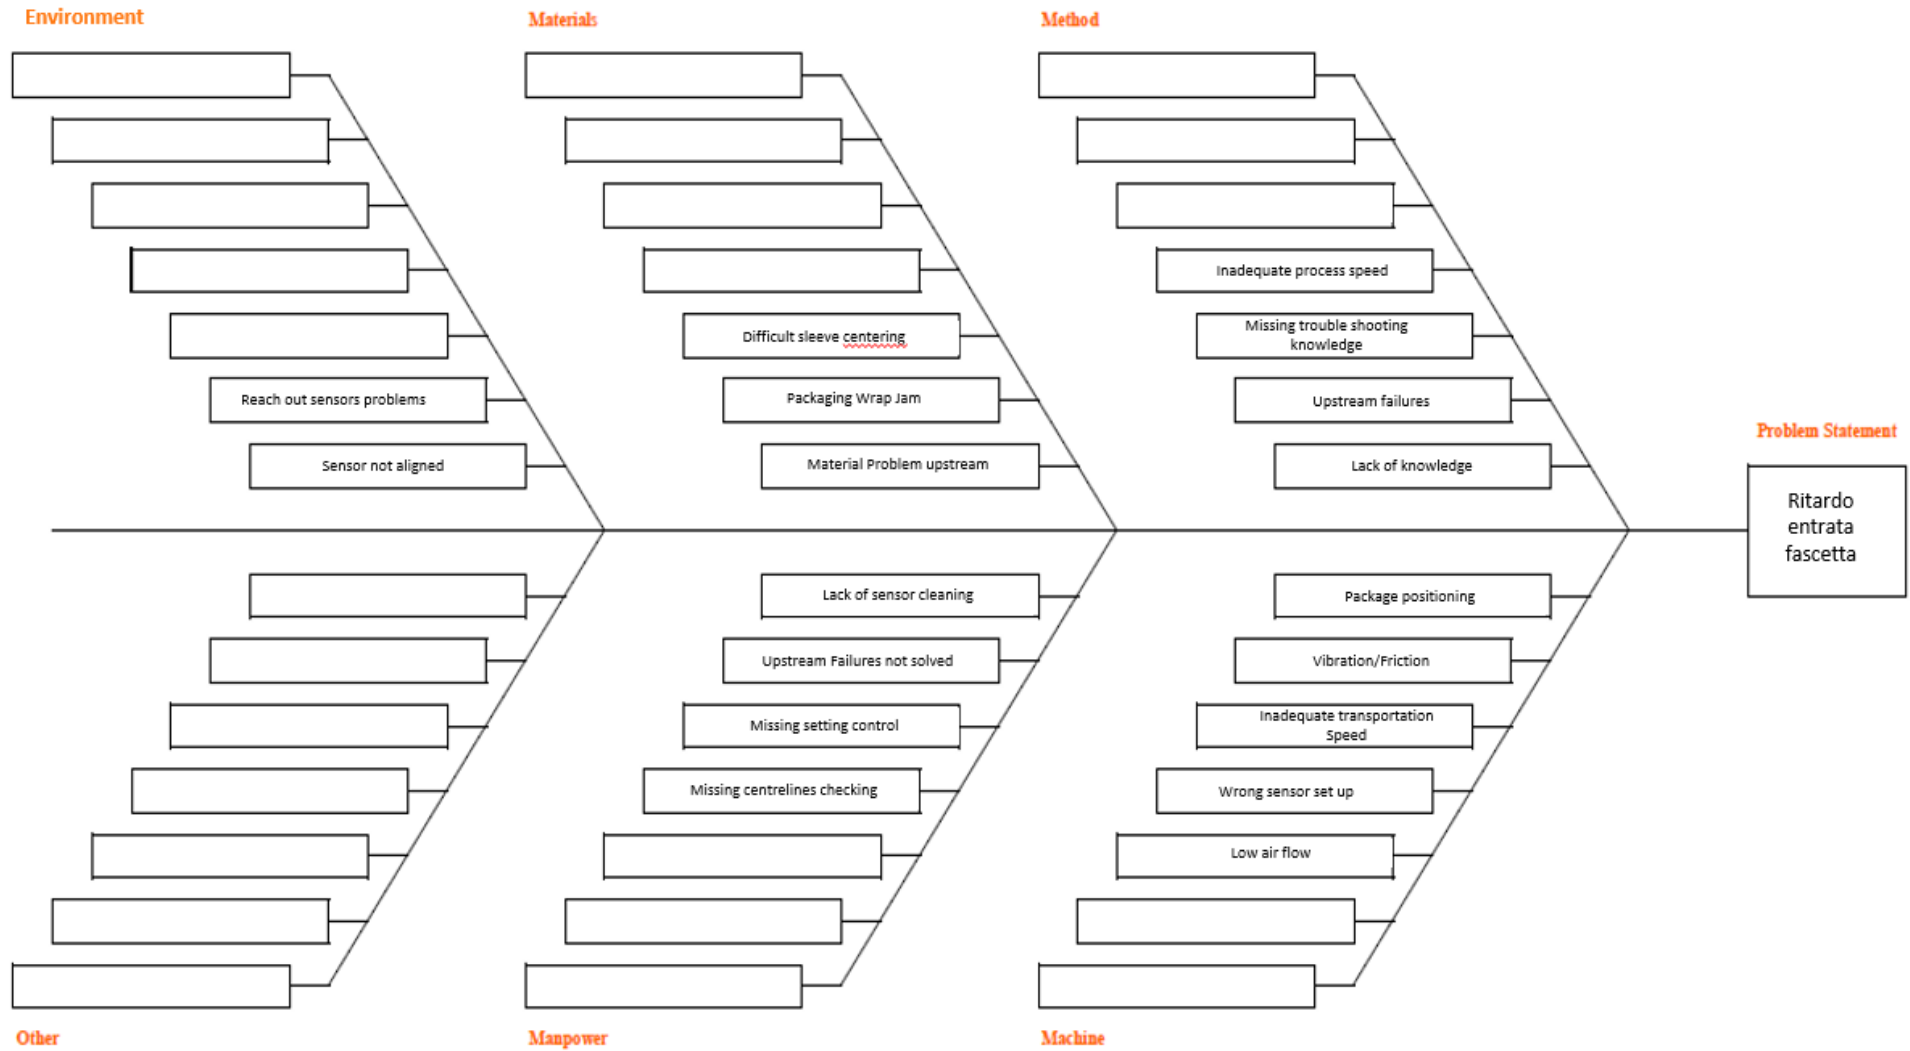 Environment
Materials
Method
Inadequate process speed
Difficult sleeve centering
Missing trouble shooting
knowledge
Reach out sensors problems
Packaging Wrap Jam
Upstream failures
Problem Statement
Sensor not aligned
Material Problem upstream
Lack of knowledge
Ritardo
entrata
fascetta
Lack of sensor cleaning
Package positioning
Upstream Failures not solved
Vibration/Friction
Missing setting control
Inadequate transportation
Speed
Missing centrelines checking
Wrong sensor set up
Low air flow
Other
Manpower
Machine